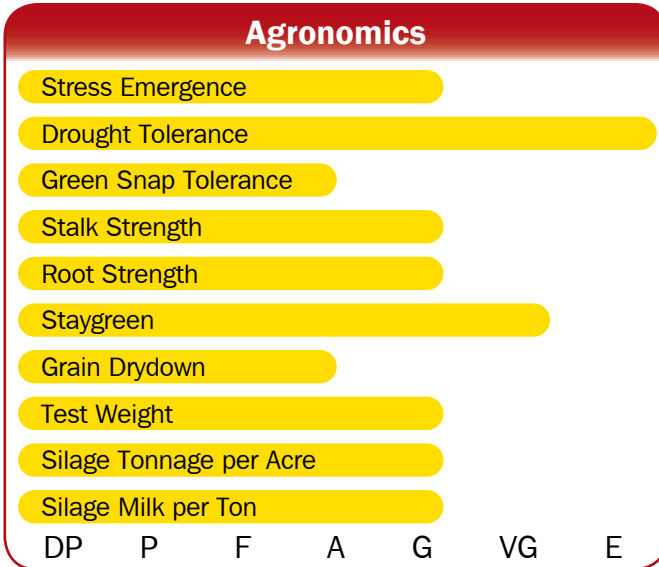 Agronomics
Stress Emergence
Drought Tolerance
Green Snap Tolerance
Stalk Strength
Root Strength
Staygreen
Grain Drydown
Test Weight
Silage Tonnage per Acre
Silage Milk per Ton
DP P F A G VG E